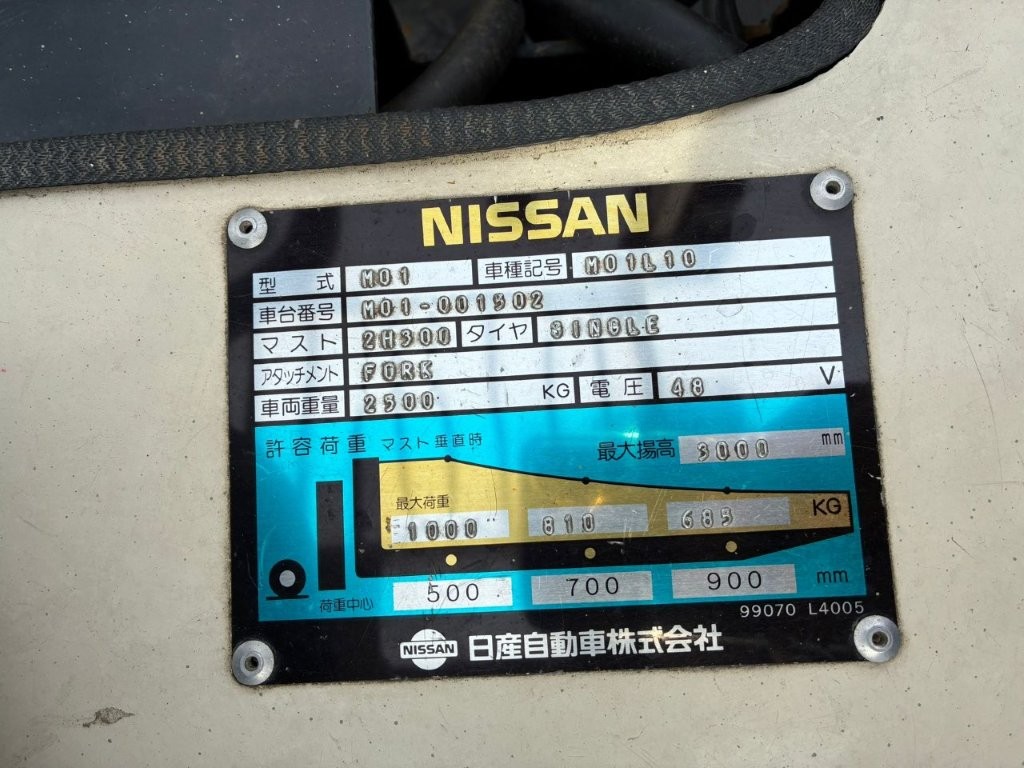 NISSAN
型式 M01 車種記号 M01L10
車台番号 M01-001502
マスト 2H300 タイヤ SINGLE
アタッチメント FORK
車両重量 2500 KG 電圧 48 V
許容荷重 マスト垂直時 最大揚高 3000 mm
最大荷重
1000 810 685 KG
荷重中心 500 700 900 mm
99070 L4005
NISSAN 日産自動車株式会社